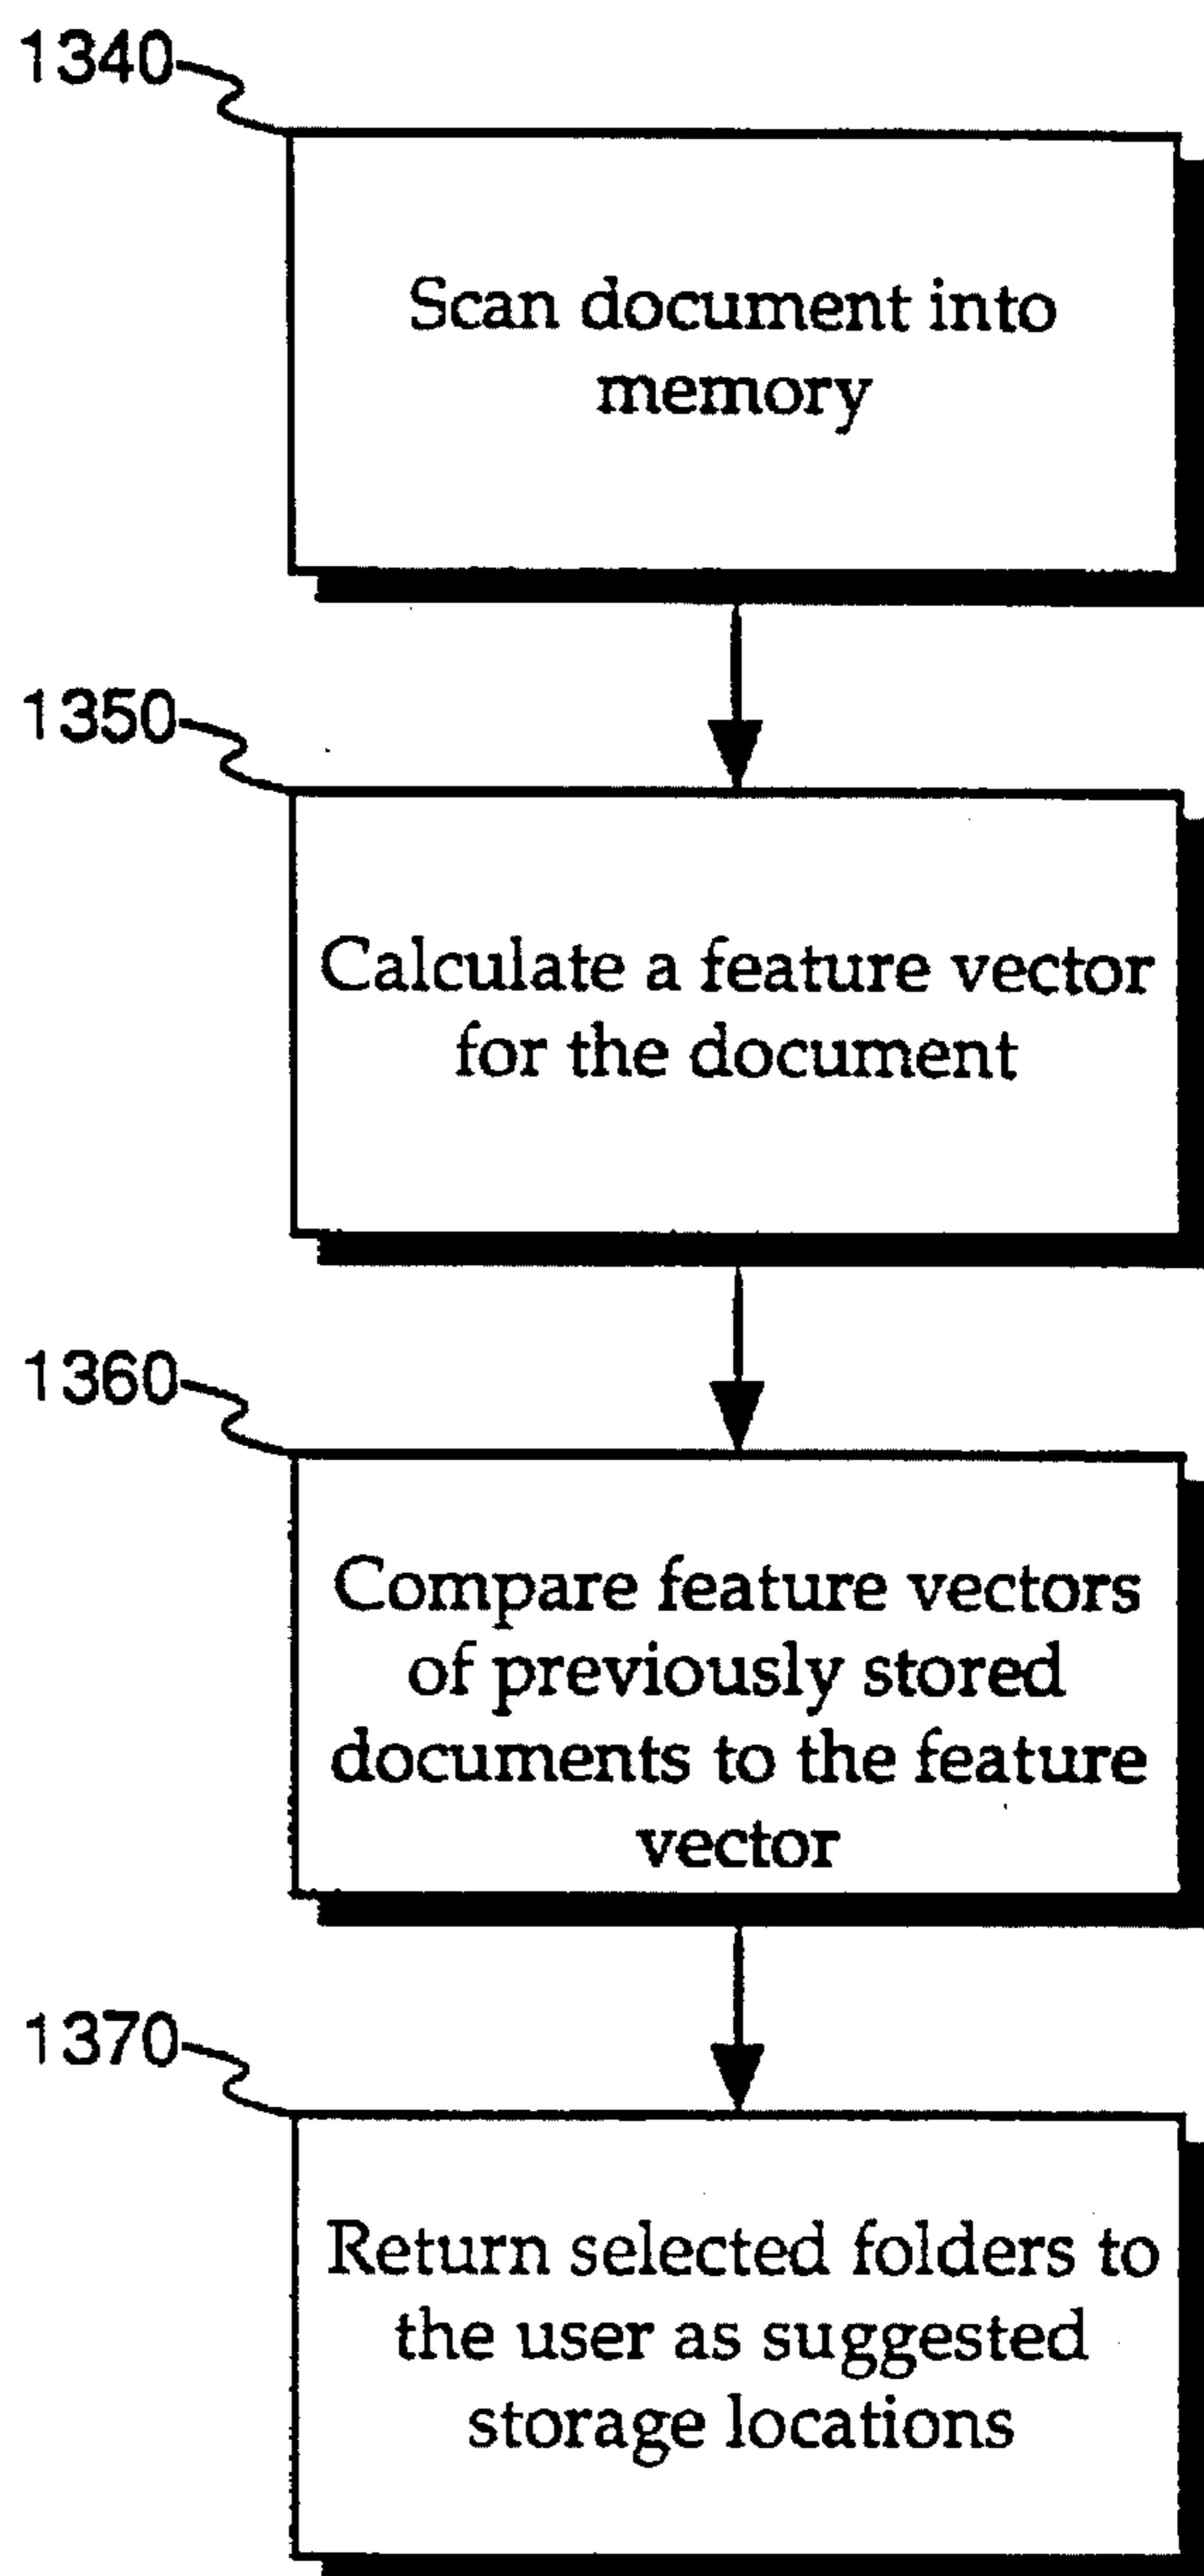 1340
Scan document into
memory
1350
Calculate a feature vector
for the document
1360
Compare feature vectors
of previously stored
documents to the feature
vector
1370
Return selected folders to
the user as suggested
storage locations